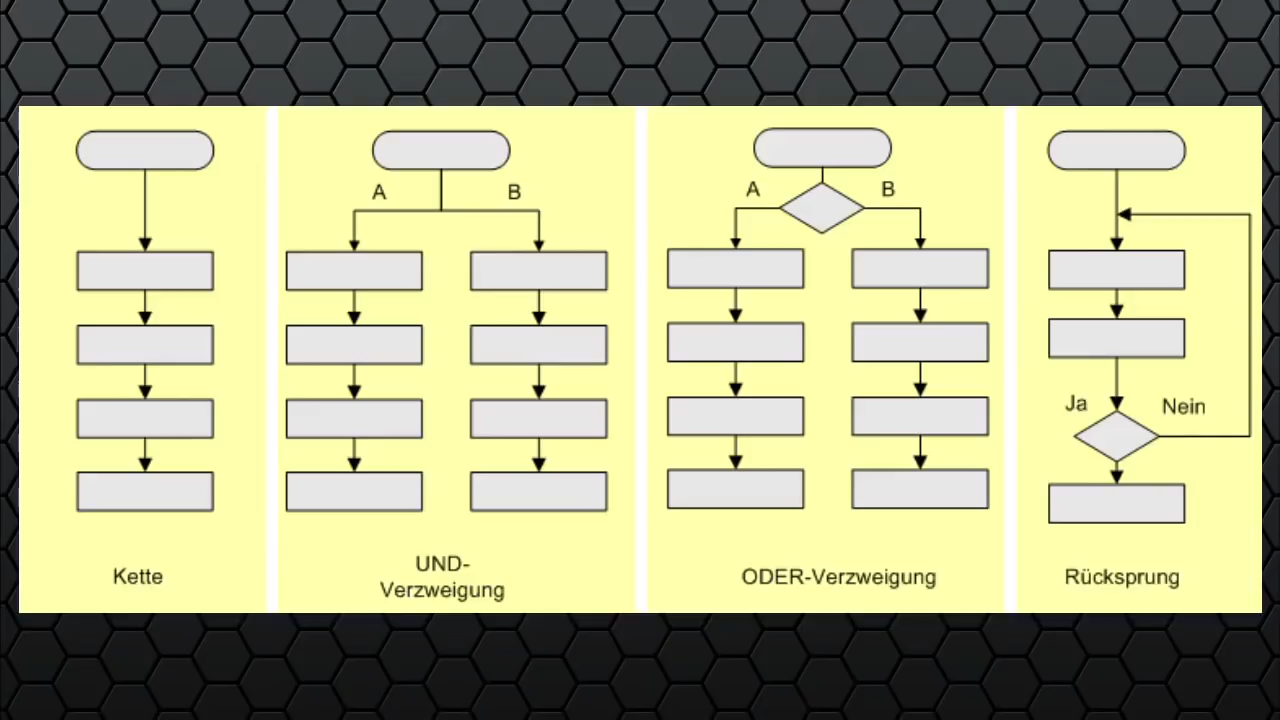 Kette
A
B
UND-
Verzweigung
A
B
ODER-Verzweigung
Ja
Nein
Rücksprung